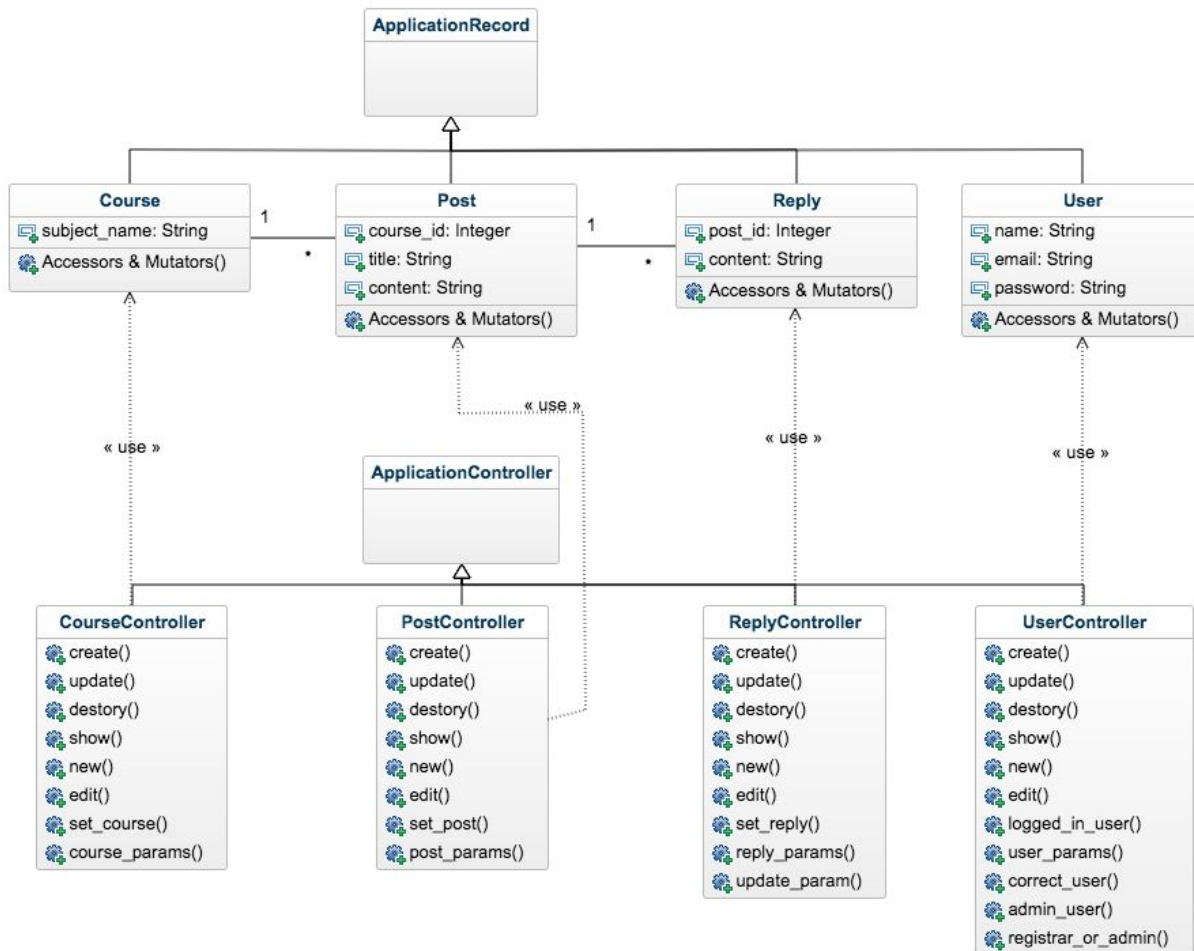 ApplicationRecord
Course
subject_name: String
Accessors & Mutators()
1
*
Post
course_id: Integer
title: String
content: String
Accessors & Mutators()
1
*
Reply
post_id: Integer
content: String
Accessors & Mutators()
User
name: String
email: String
password: String
Accessors & Mutators()
« use »
« use »
« use »
« use »
ApplicationController
CourseController
create()
update()
destory()
show()
new()
edit()
set_course()
course_params()
PostController
create()
update()
destory()
show()
new()
edit()
set_post()
post_params()
ReplyController
create()
update()
destory()
show()
new()
edit()
set_reply()
reply_params()
update_param()
UserController
create()
update()
destory()
show()
new()
edit()
logged_in_user()
user_params()
correct_user()
admin_user()
registrar_or_admin()